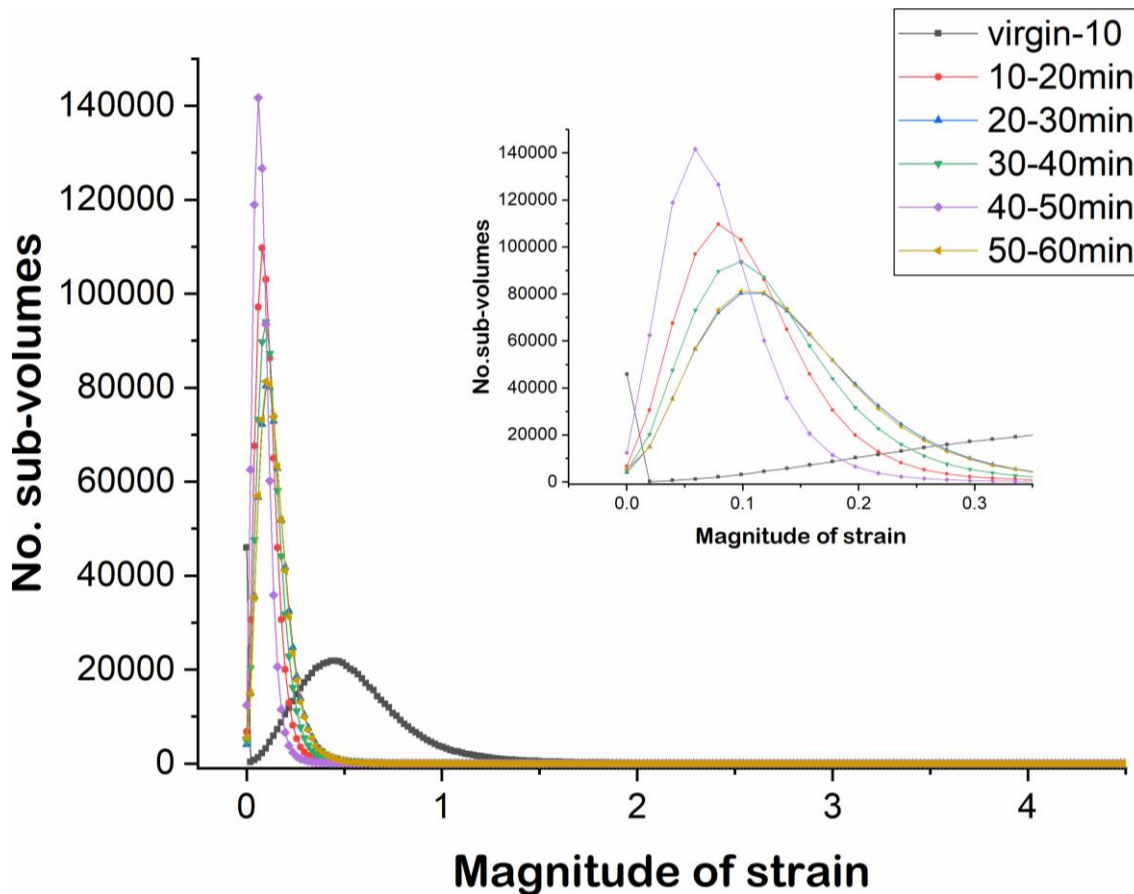 virgin-10
10-20min
20-30min
30-40min
40-50min
50-60min
No. sub-volumes
140000
120000
100000
80000
60000
40000
20000
0
0
1
2
3
4
Magnitude of strain
No.sub-volumes
140000
120000
100000
80000
60000
40000
20000
0
0.0
0.1
0.2
0.3
Magnitude of strain